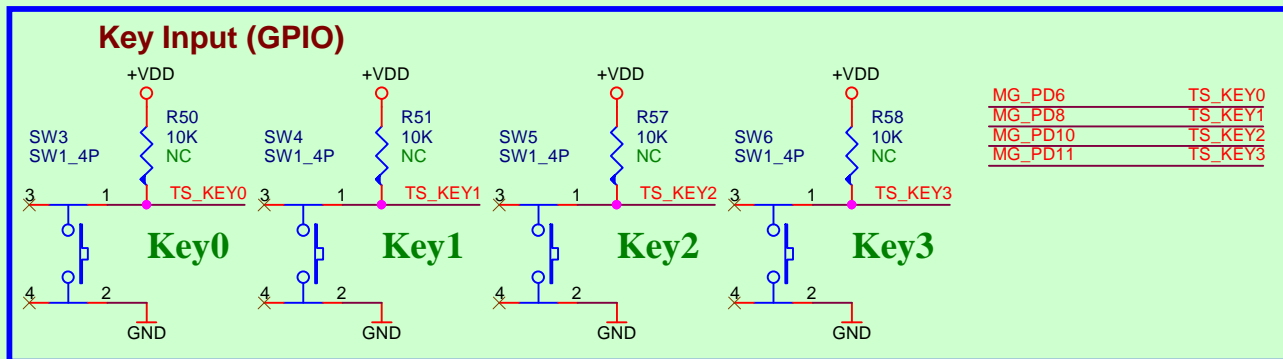 Key Input (GPIO)
+VDD +VDD +VDD +VDD
R50 R51 R57 R58
10K 10K 10K 10K
NC NC NC NC
SW3 SW4 SW5 SW6
SW1_4P SW1_4P SW1_4P SW1_4P
MG_PD6 TS_KEY0
MG_PD8 TS_KEY1
MG_PD10 TS_KEY2
MG_PD11 TS_KEY3
3 1 TS_KEY0 3 1 TS_KEY1 3 1 TS_KEY2 3 1 TS_KEY3
Key0 Key1 Key2 Key3
4 2 4 2 4 2 4 2
GND GND GND GND